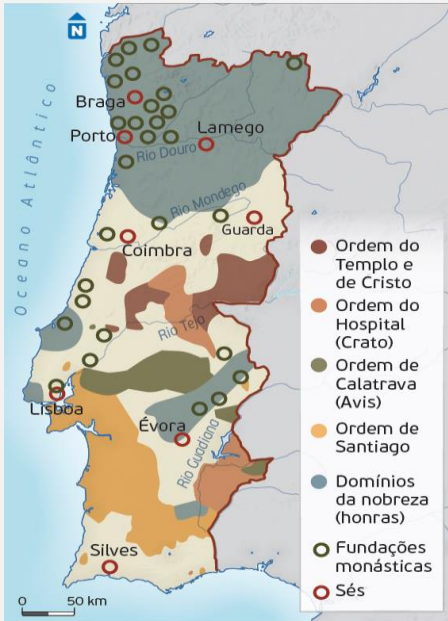 N
Oceano Atlântico
Braga
Porto
Lamego
Rio Douro
Rio Mondego
Guarda
Coimbra
Rio Tejo
Lisboa
Évora
Rio Guadiana
Silves
0 50 km
Ordem do
Templo e
de Cristo
Ordem do
Hospital
(Crato)
Ordem de
Calatrava
(Avis)
Ordem de
Santiago
Domínios
da nobreza
(honras)
Fundações
monásticas
Sés